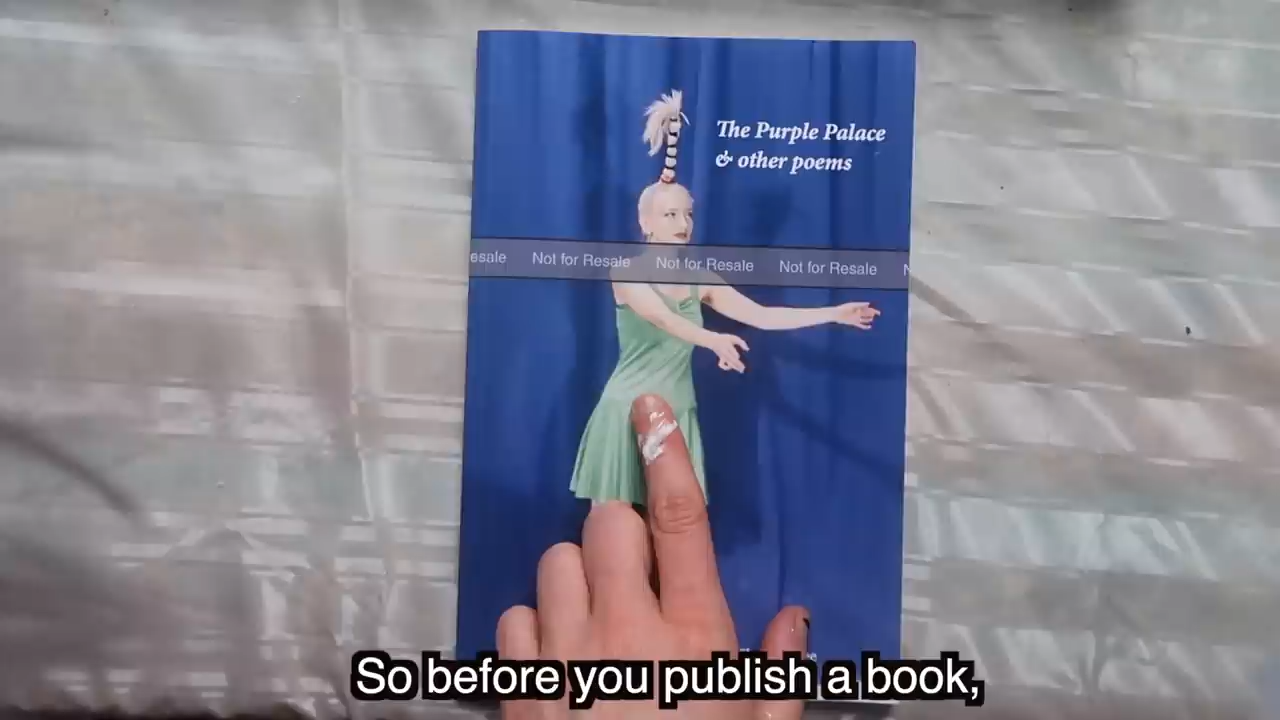 The Purple Palace
& other poems
esale Not for Resale Not for Resale Not for Resale N
So before you publish a book,